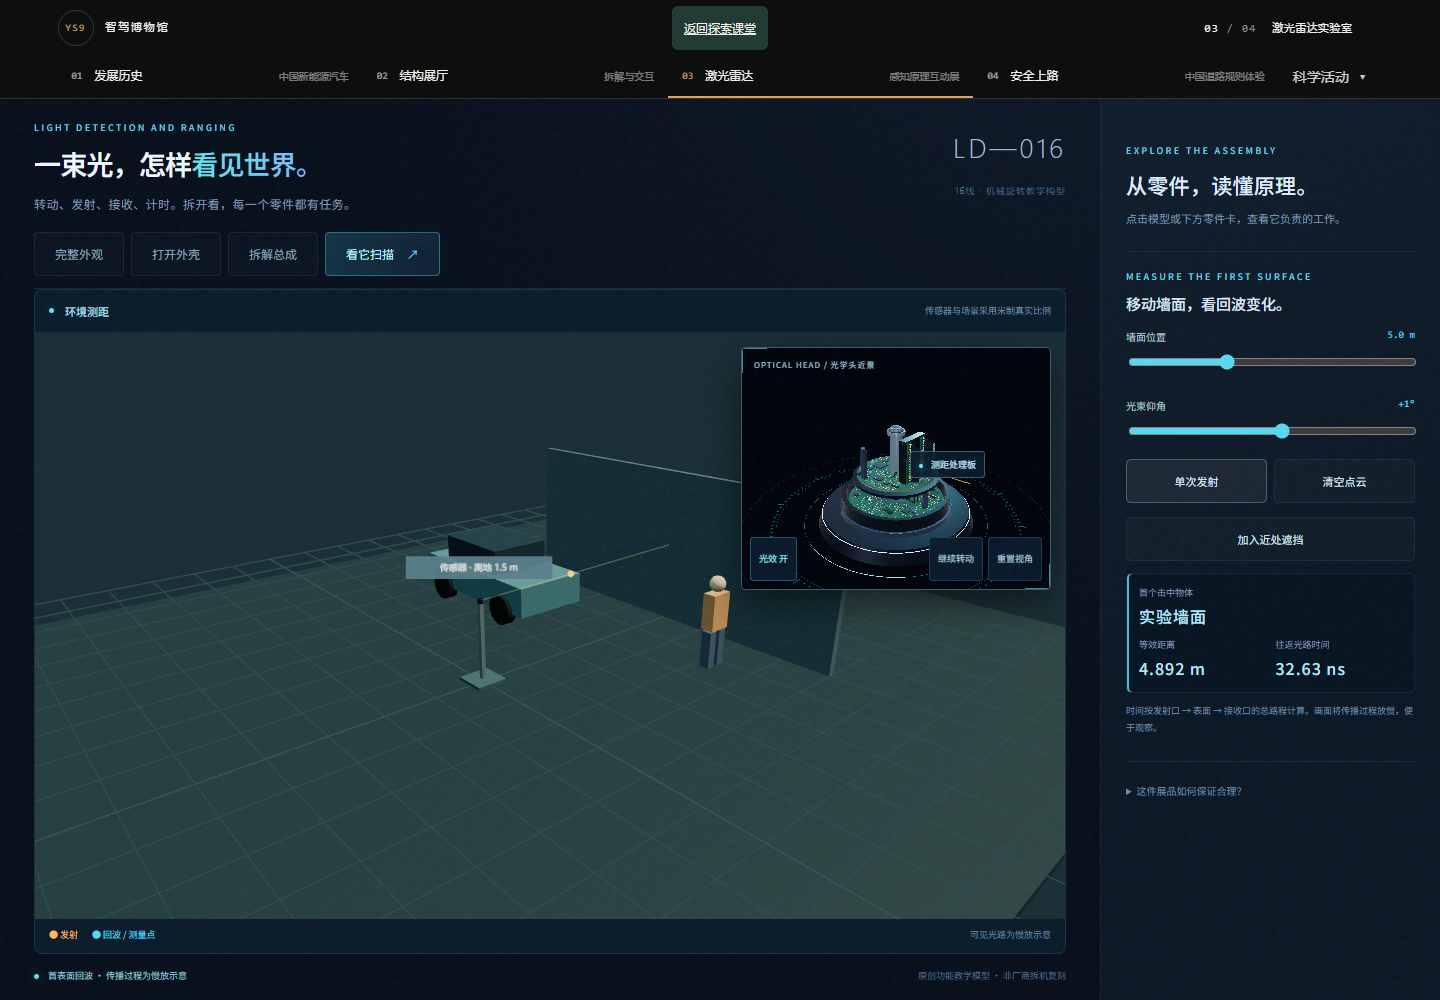 YS9 智驾博物馆
返回探索课堂
03 / 04 激光雷达实验室
01 发展历史 中国新能源汽车
02 结构展厅 拆解与交互
03 激光雷达 感知原理互动展
04 安全上路 中国道路规则体验
科学活动 ▼
LIGHT DETECTION AND RANGING
一束光，怎样看见世界。
转动、发射、接收、计时。拆开看，每一个零件都有任务。
LD—016
16线 · 机械旋转教学构型
完整外观
打开外壳
拆解总成
看它扫描 ↗
环境测距
传感器与场景采用米制真实比例
OPTICAL HEAD / 光学头近景
测距处理板
光效 开
继续转动
重置视角
传感器 · 离地 1.5 m
发射
回波 / 测量点
可见光路为慢放示意
首表面回波 · 传播过程为慢放示意
原创功能教学模型 · 非厂商拆机复刻
EXPLORE THE ASSEMBLY
从零件，读懂原理。
点击模型或下方零件卡，查看它负责的工作。
MEASURE THE FIRST SURFACE
移动墙面，看回波变化。
墙面位置 5.0 m
光束仰角 +1°
单次发射
清空点云
加入近处遮挡
首个击中物体
实验墙面
等效距离 往返光路时间
4.892 m 32.63 ns
时间按发射口 → 表面 → 接收口的总路程计算。画面将传播过程放慢，便
于观察。
▶ 这件展品如何保证合理？